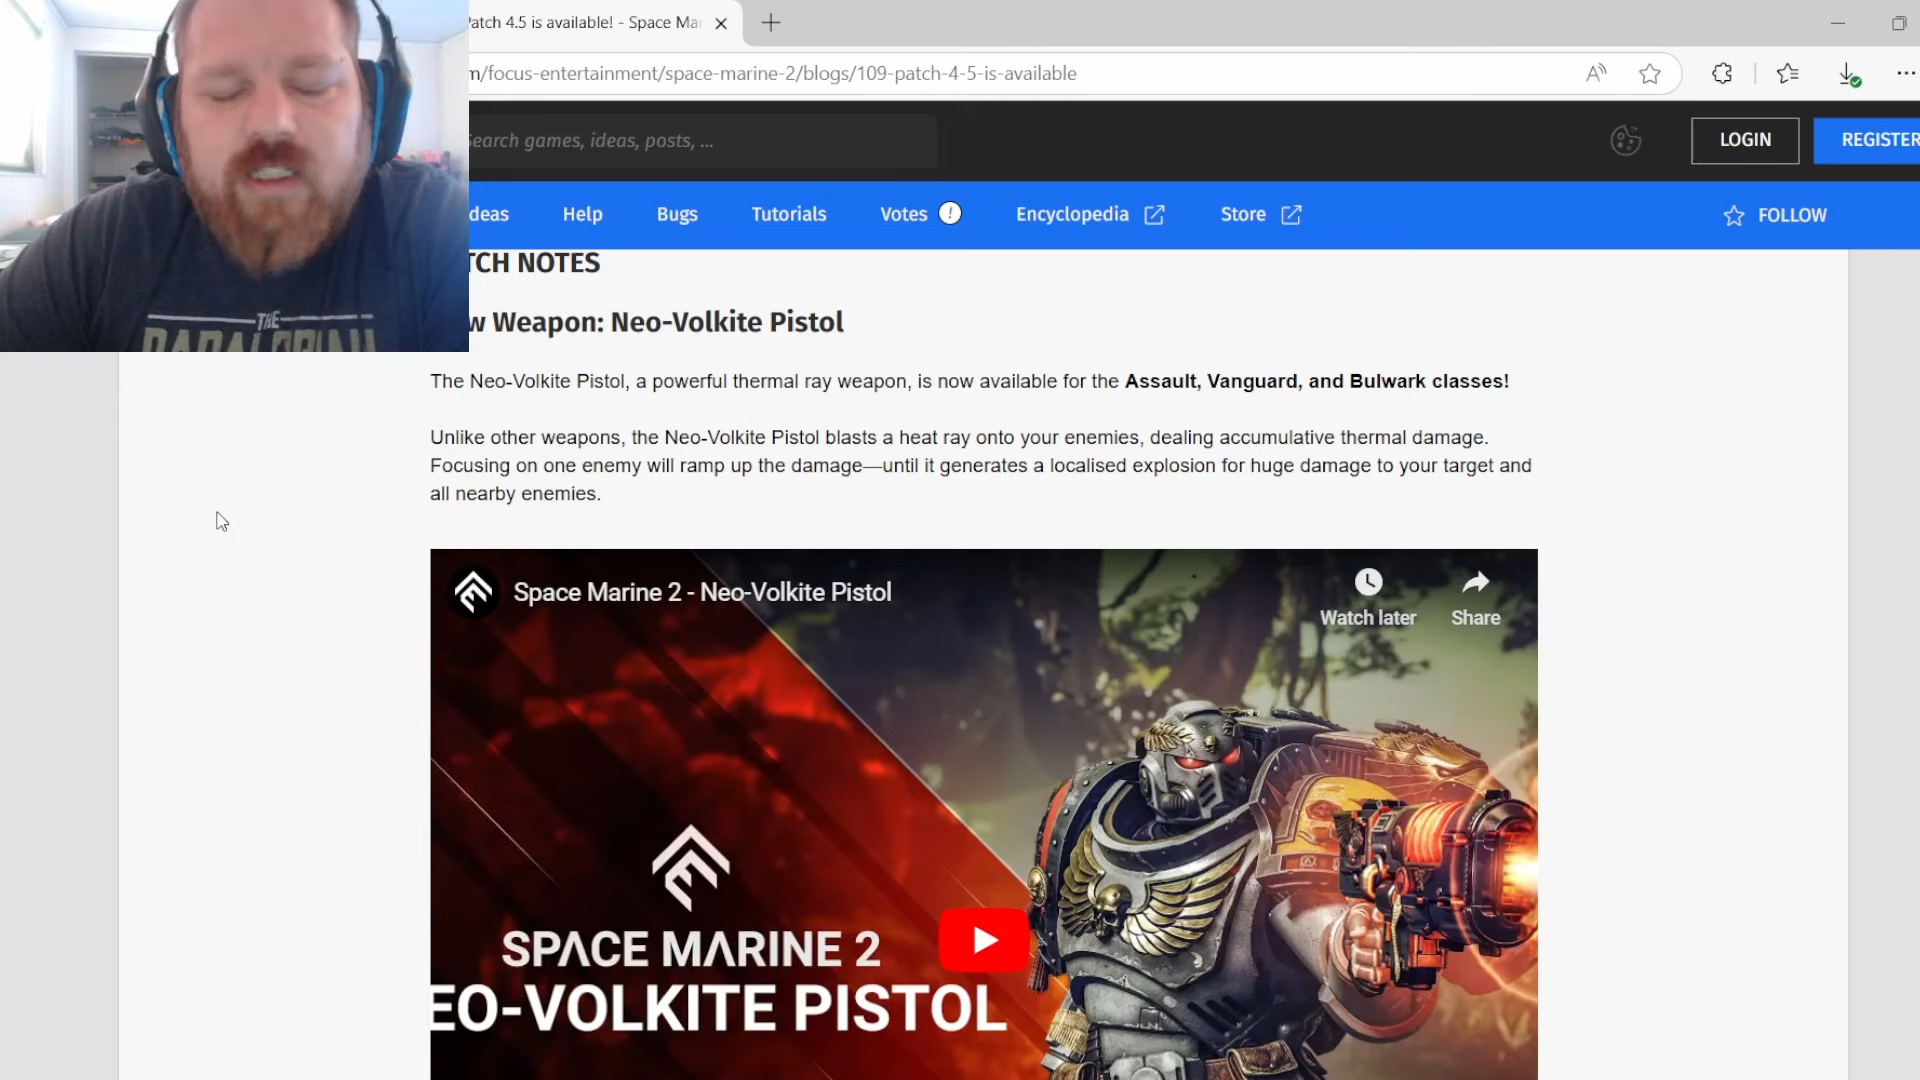 Patch 4.5 is available! - Space Mar
m/focus-entertainment/space-marine-2/blogs/109-patch-4-5-is-available
Search games, ideas, posts, ...
LOGIN
REGISTER
deas
Help
Bugs
Tutorials
Votes
!
Encyclopedia
Store
FOLLOW
TCH NOTES
w Weapon: Neo-Volkite Pistol
The Neo-Volkite Pistol, a powerful thermal ray weapon, is now available for the Assault, Vanguard, and Bulwark classes!
Unlike other weapons, the Neo-Volkite Pistol blasts a heat ray onto your enemies, dealing accumulative thermal damage.
Focusing on one enemy will ramp up the damage—until it generates a localised explosion for huge damage to your target and
all nearby enemies.
Space Marine 2 - Neo-Volkite Pistol
Watch later
Share
SPACE MARINE 2
EO-VOLKITE PISTOL
THE